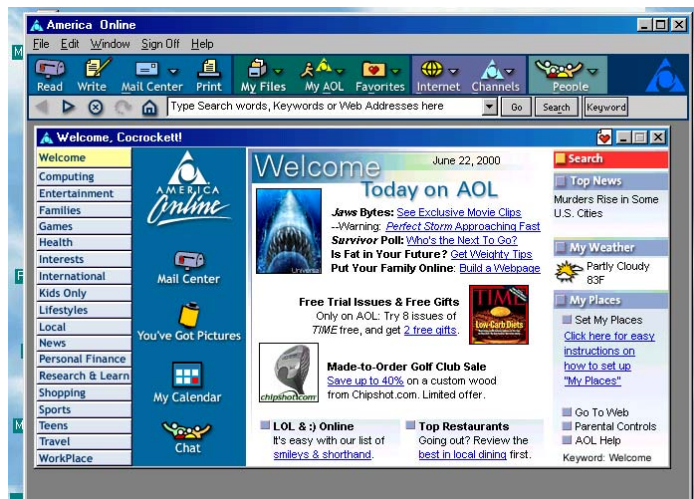 America Online
File Edit Window Sign Off Help
Read Write Mail Center Print My Files My AOL Favorites Internet Channels People
Type Search words, Keywords or Web Addresses here Go Search Keyword
Welcome, Cocrockett!
Welcome
Computing
Entertainment
Families
Games
Health
Interests
International
Kids Only
Lifestyles
Local
News
Personal Finance
Research & Learn
Shopping
Sports
Teens
Travel
WorkPlace
AMERICA
Online
Mail Center
You've Got Pictures
My Calendar
Chat
Welcome June 22, 2000
Today on AOL
Jaws Bytes: See Exclusive Movie Clips
--Warning: Perfect Storm Approaching Fast
Survivor Poll: Who's the Next To Go?
Is Fat in Your Future? Get Weighty Tips
Put Your Family Online: Build a Webpage
Universal
Free Trial Issues & Free Gifts
Only on AOL: Try 8 issues of
TIME free, and get 2 free gifts.
TIME
Low-Carb Diets
Made-to-Order Golf Club Sale
Save up to 40% on a custom wood
from Chipshot.com. Limited offer.
chipshot.com
LOL & :) Online
It's easy with our list of
smileys & shorthand.
Top Restaurants
Going out? Review the
best in local dining first.
Search
Top News
Murders Rise in Some
U.S. Cities
My Weather
Partly Cloudy
83F
My Places
Set My Places
Click here for easy
instructions on
how to set up
"My Places"
Go To Web
Parental Controls
AOL Help
Keyword: Welcome